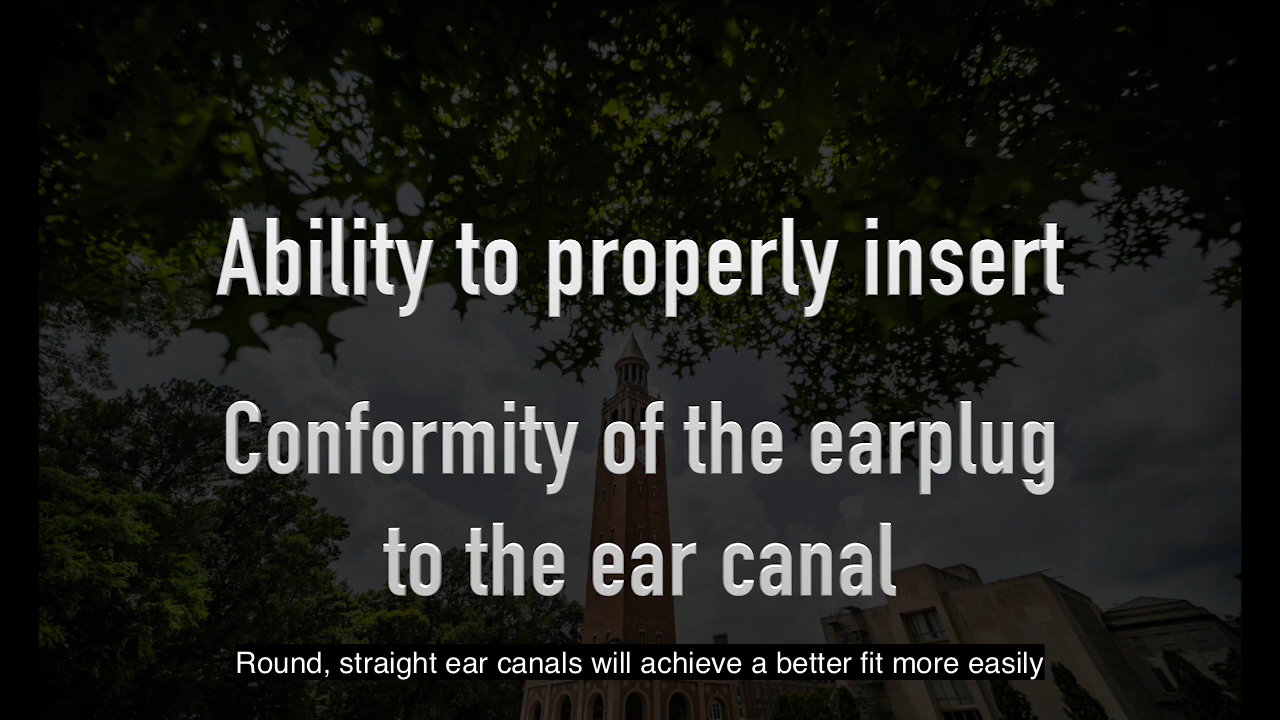 Ability to properly insert
Conformity of the earplug
to the ear canal
Round, straight ear canals will achieve a better fit more easily